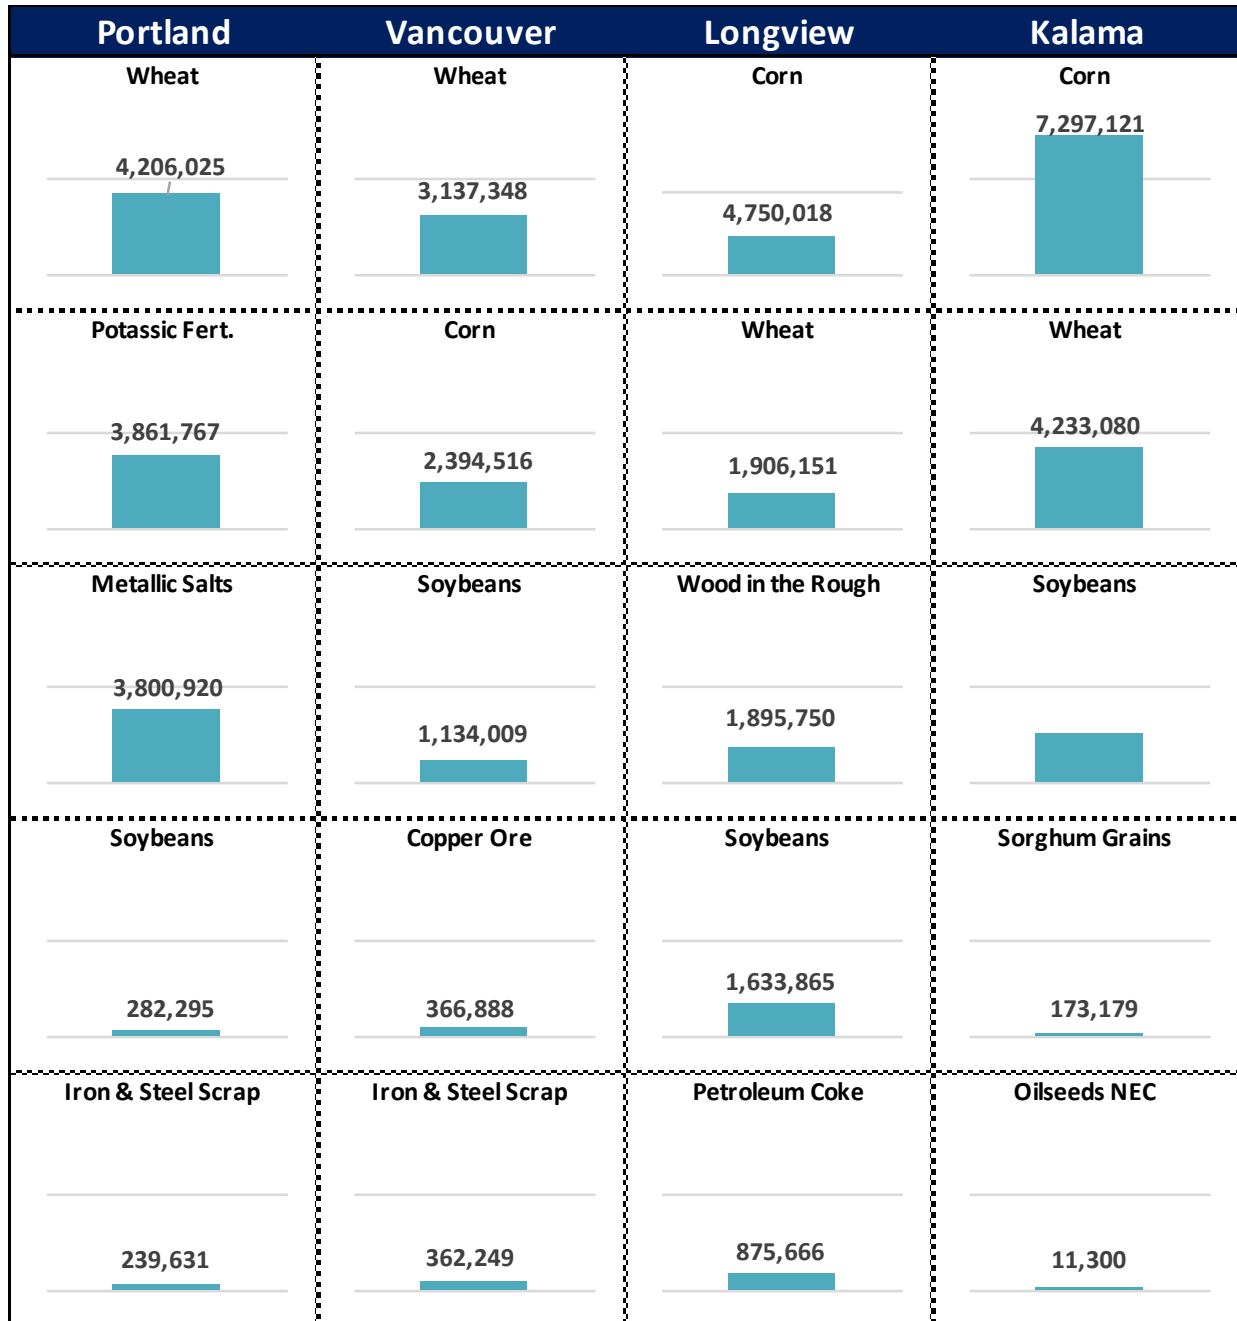 Portland Vancouver Longview Kalama
Wheat Wheat Corn Corn
4,206,025 3,137,348 4,750,018 7,297,121
Potassic Fert. Corn Wheat Wheat
3,861,767 2,394,516 1,906,151 4,233,080
Metallic Salts Soybeans Wood in the Rough Soybeans
3,800,920 1,134,009 1,895,750
Soybeans Copper Ore Soybeans Sorghum Grains
282,295 366,888 1,633,865 173,179
Iron & Steel Scrap Iron & Steel Scrap Petroleum Coke Oilseeds NEC
239,631 362,249 875,666 11,300